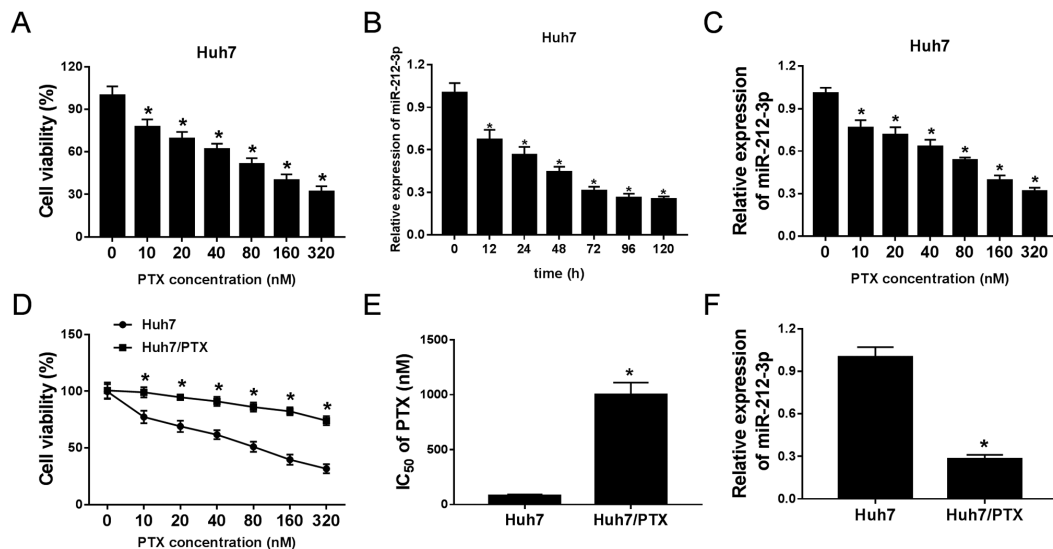 A
Huh7
Cell viability (%)
120
90
60
30
0
* * * * * *
0 10 20 40 80 160 320
PTX concentration (nM)
B
Huh7
Relative expression of miR-212-3p
1.2
0.9
0.6
0.3
0.0
* * * * * *
0 12 24 48 72 96 120
time (h)
C
Huh7
Relative expression
of miR-212-3p
1.2
0.9
0.6
0.3
0.0
* * * * * *
0 10 20 40 80 160 320
PTX concentration (nM)
D
Huh7
Huh7/PTX
Cell viability (%)
150
100
50
0
* * * * * *
0 10 20 40 80 160 320
PTX concentration (nM)
E
IC50 of PTX (nM)
1500
1000
500
0
*
Huh7 Huh7/PTX
F
Relative expression
of miR-212-3p
1.2
0.9
0.6
0.3
0.0
*
Huh7 Huh7/PTX